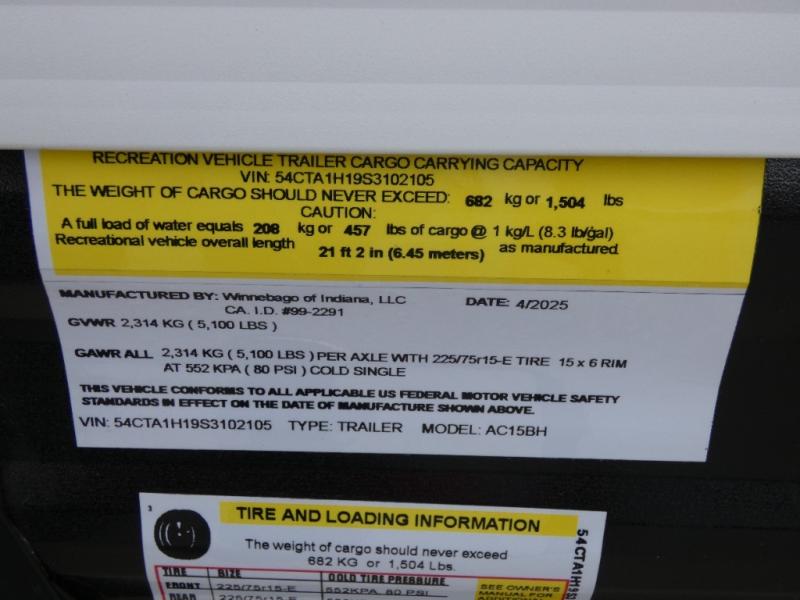 RECREATION VEHICLE TRAILER CARGO CARRYING CAPACITY
VIN: 54CTA1H19S3102105
THE WEIGHT OF CARGO SHOULD NEVER EXCEED: 682 kg or 1,504 lbs
CAUTION:
A full load of water equals 208 kg or 457 lbs of cargo @ 1 kg/L (8.3 lb/gal)
Recreational vehicle overall length 21 ft 2 in (6.45 meters) as manufactured
MANUFACTURED BY: Winnebago of Indiana, LLC DATE: 4/2025
CA. I.D. #99-2291
GVWR 2,314 KG ( 5,100 LBS )
GAWR ALL 2,314 KG ( 5,100 LBS ) PER AXLE WITH 225/75r15-E TIRE 15 x 6 RIM
AT 552 KPA ( 80 PSI ) COLD SINGLE
THIS VEHICLE CONFORMS TO ALL APPLICABLE US FEDERAL MOTOR VEHICLE SAFETY
STANDARDS IN EFFECT ON THE DATE OF MANUFACTURE SHOWN ABOVE.
VIN: 54CTA1H19S3102105 TYPE: TRAILER MODEL: AC15BH
3
TIRE AND LOADING INFORMATION
The weight of cargo should never exceed
682 KG or 1,504 Lbs.
TIRE SIZE COLD TIRE PRESSURE
FRONT 225/75r15-E 552KPA, 80 PSI
REAR 225/75r15-E
SEE OWNER'S
MANUAL FOR
ADDITIONAL
54CTA1H19S